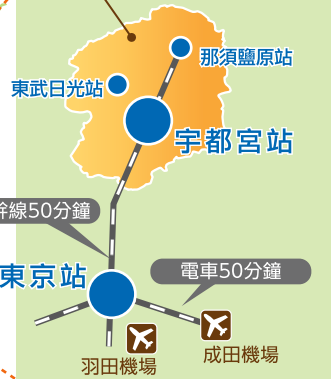 那須鹽原站
東武日光站
宇都宮站
幹線50分鐘
東京站
電車50分鐘
羽田機場
成田機場